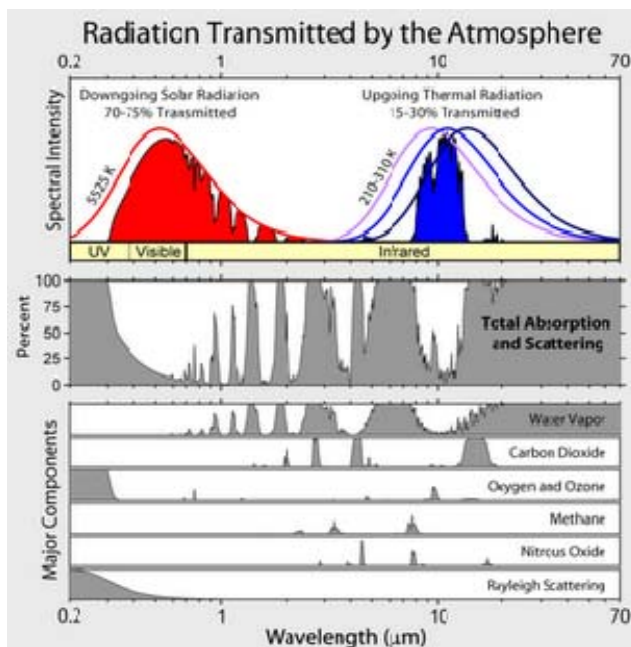 Radiation Transmitted by the Atmosphere
0.2 1 10 70
Downgoing Solar Radiation
70-75% Transmitted
Upgoing Thermal Radiation
15-30% Transmitted
Spectral Intensity
5525 K
210-310 K
UV Visible Infrared
Percent
100
75
50
25
0
Total Absorption
and Scattering
Major Components
Water Vapor
Carbon Dioxide
Oxygen and Ozone
Methane
Nitrous Oxide
Rayleigh Scattering
0.2 1 10 70
Wavelength (μm)